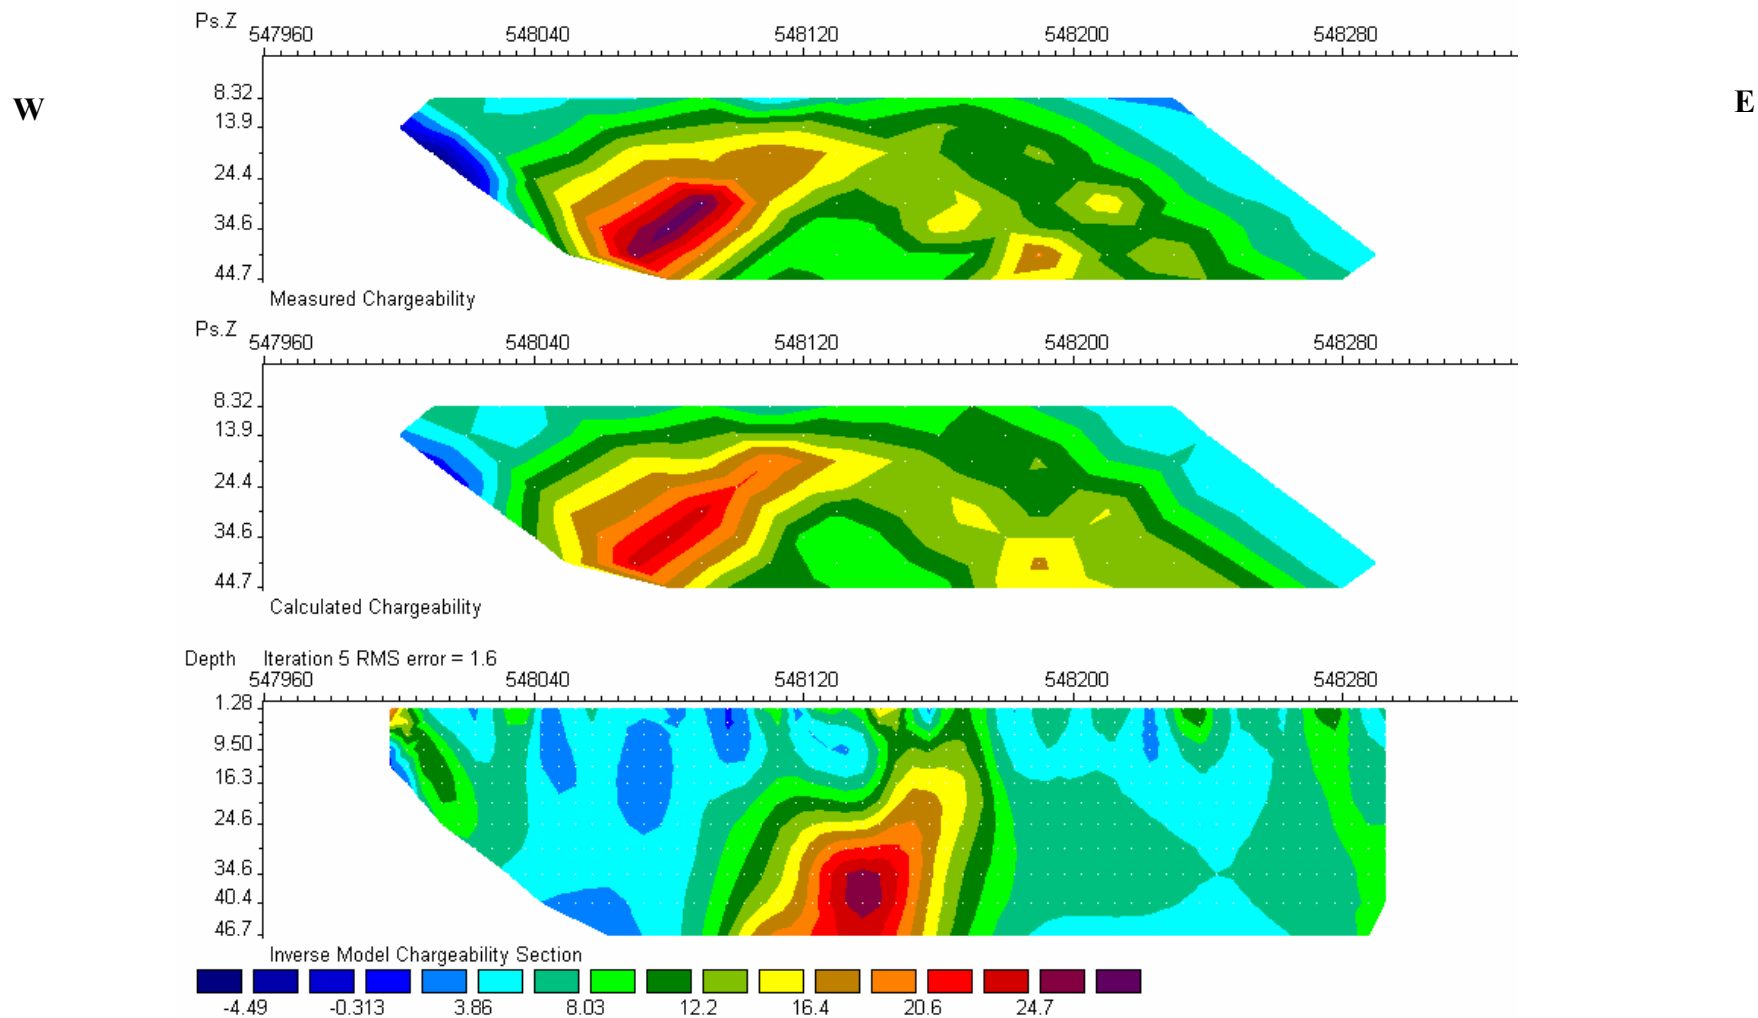 Ps.Z
547960 548040 548120 548200 548280
8.32
W
E
13.9
24.4
34.6
44.7
Measured Chargeability
Ps.Z
547960 548040 548120 548200 548280
8.32
13.9
24.4
34.6
44.7
Calculated Chargeability
Depth Iteration 5 RMS error = 1.6
547960 548040 548120 548200 548280
1.28
9.50
16.3
24.6
34.6
40.4
46.7
Inverse Model Chargeability Section
-4.49 -0.313 3.86 8.03 12.2 16.4 20.6 24.7